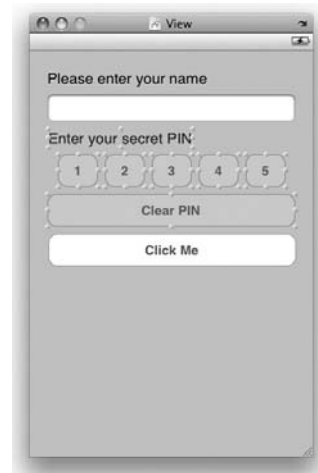 View
Please enter your name
Enter your secret PIN
1 2 3 4 5
Clear PIN
Click Me